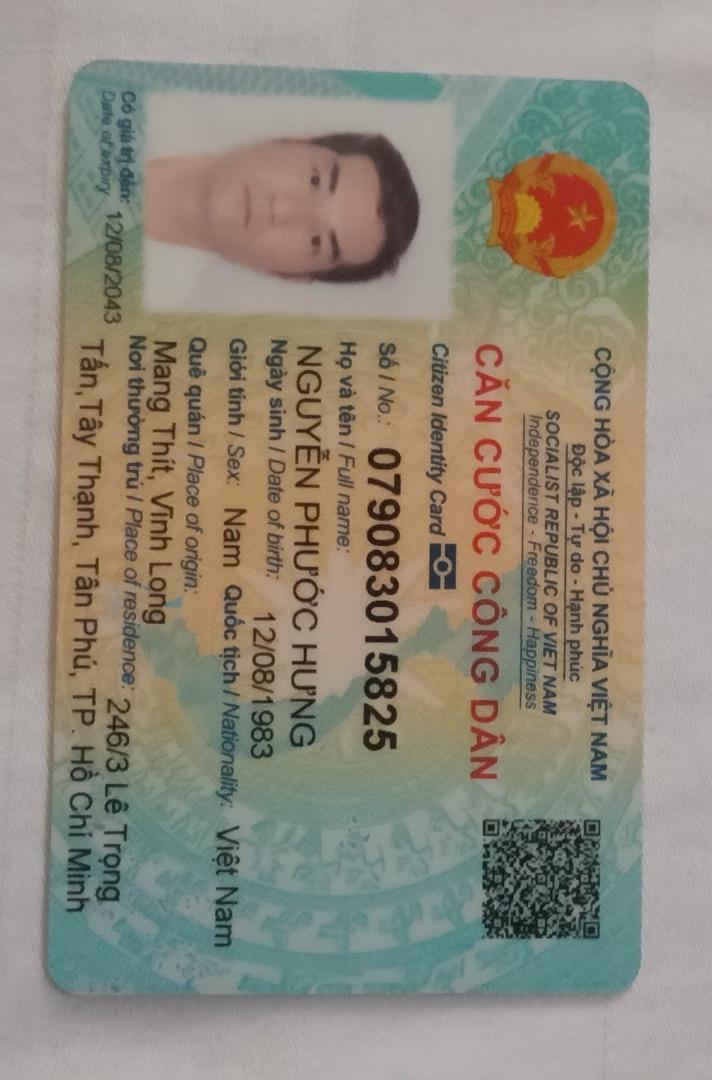 CỘNG HÒA XÃ HỘI CHỦ NGHĨA VIỆT NAM
Độc lập - Tự do - Hạnh phúc
SOCIALIST REPUBLIC OF VIET NAM
Independence - Freedom - Happiness
CĂN CƯỚC CÔNG DÂN
Citizen Identity Card
Số / No.: 079083015825
Họ và tên / Full name:
NGUYỄN PHƯỚC HƯNG
Ngày sinh / Date of birth: 12/08/1983
Giới tính / Sex: Nam Quốc tịch / Nationality: Việt Nam
Quê quán / Place of origin:
Mang Thít, Vĩnh Long
Nơi thường trú / Place of residence: 246/3 Lê Trọng
Tấn, Tây Thạnh, Tân Phú, TP. Hồ Chí Minh
Có giá trị đến: 12/08/2043
Date of expiry